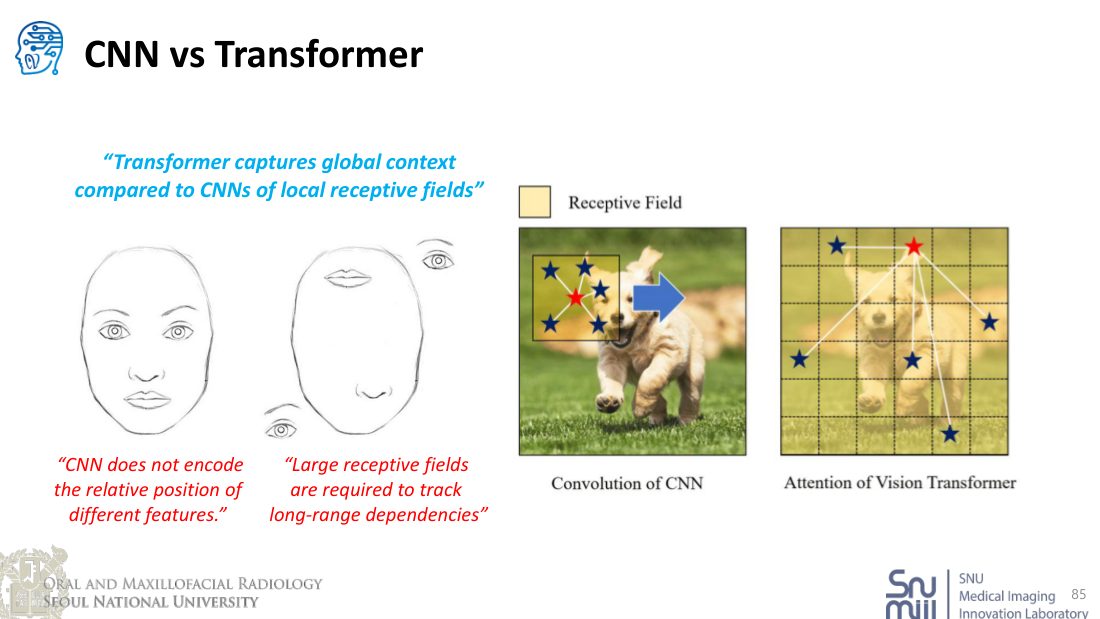 CNN vs Transformer
“Transformer captures global context
compared to CNNs of local receptive fields”
Receptive Field
“CNN does not encode
the relative position of
different features.”
“Large receptive fields
are required to track
long-range dependencies”
Convolution of CNN
Attention of Vision Transformer
ORAL AND MAXILLOFACIAL RADIOLOGY
SEOUL NATIONAL UNIVERSITY
SNU
mill
SNU
Medical Imaging
Innovation Laboratory
85